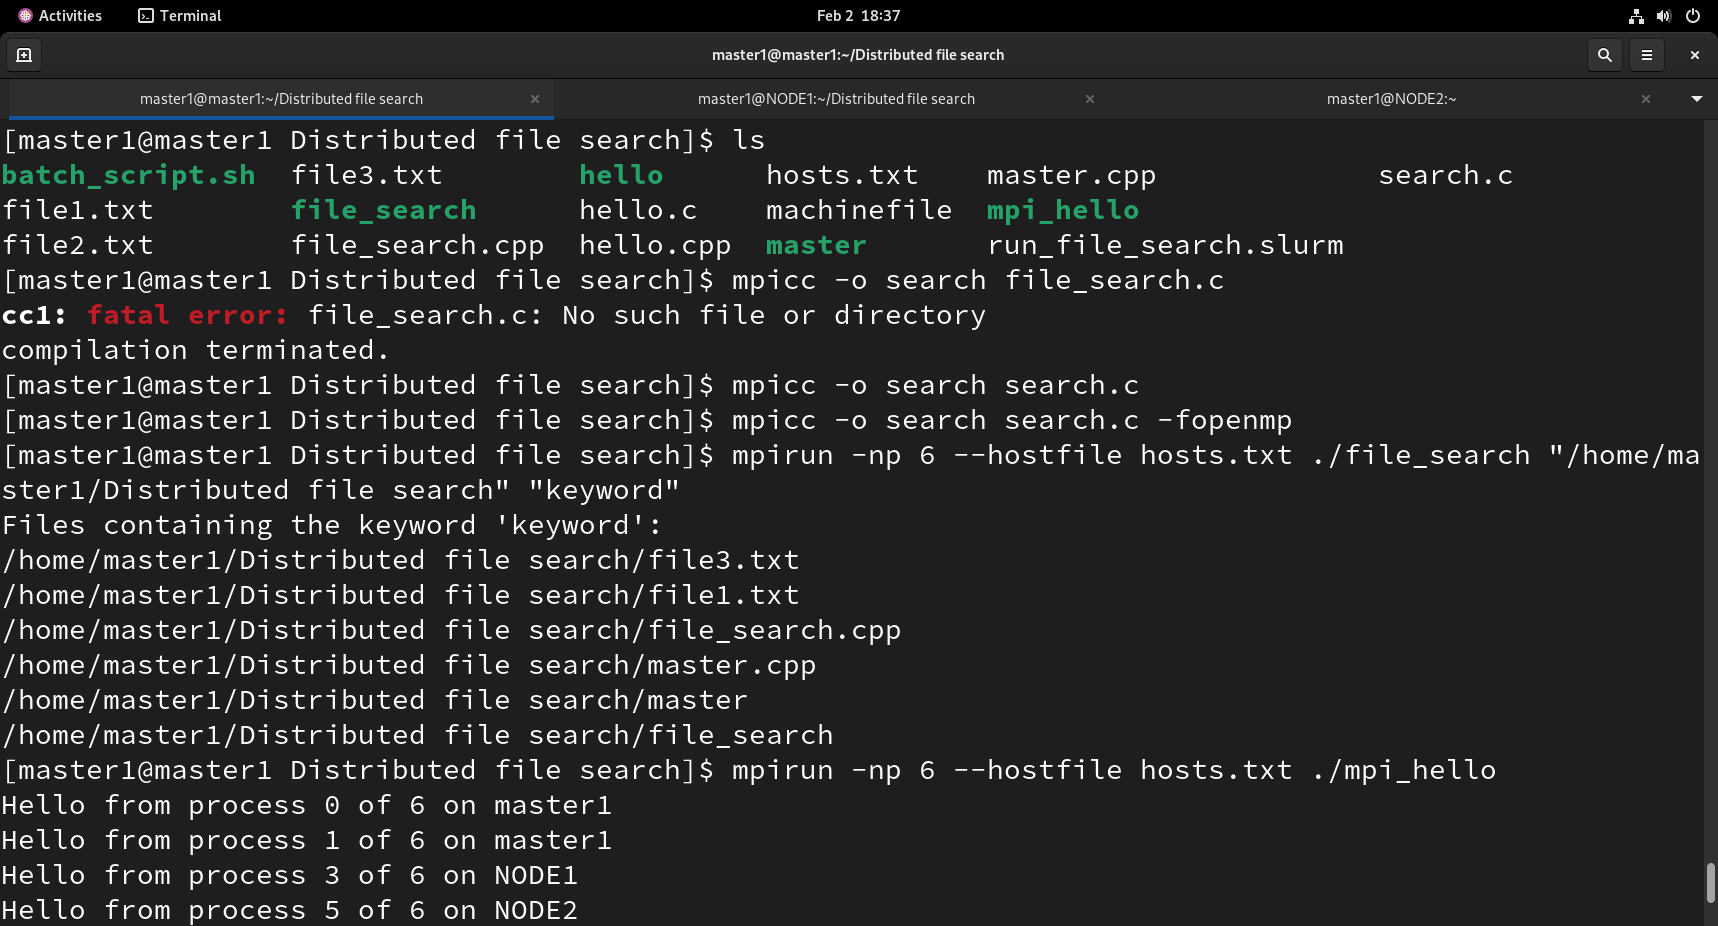 Activities Terminal Feb 2 18:37
master1@master1:~/Distributed file search
master1@master1:~/Distributed file search × master1@NODE1:~/Distributed file search × master1@NODE2:~ ×
[master1@master1 Distributed file search]$ ls
batch_script.sh file3.txt hello hosts.txt master.cpp search.c
file1.txt file_search hello.c machinefile mpi_hello
file2.txt file_search.cpp hello.cpp master run_file_search.slurm
[master1@master1 Distributed file search]$ mpicc -o search file_search.c
cc1: fatal error: file_search.c: No such file or directory
compilation terminated.
[master1@master1 Distributed file search]$ mpicc -o search search.c
[master1@master1 Distributed file search]$ mpicc -o search search.c -fopenmp
[master1@master1 Distributed file search]$ mpirun -np 6 --hostfile hosts.txt ./file_search "/home/ma
ster1/Distributed file search" "keyword"
Files containing the keyword 'keyword':
/home/master1/Distributed file search/file3.txt
/home/master1/Distributed file search/file1.txt
/home/master1/Distributed file search/file_search.cpp
/home/master1/Distributed file search/master.cpp
/home/master1/Distributed file search/master
/home/master1/Distributed file search/file_search
[master1@master1 Distributed file search]$ mpirun -np 6 --hostfile hosts.txt ./mpi_hello
Hello from process 0 of 6 on master1
Hello from process 1 of 6 on master1
Hello from process 3 of 6 on NODE1
Hello from process 5 of 6 on NODE2